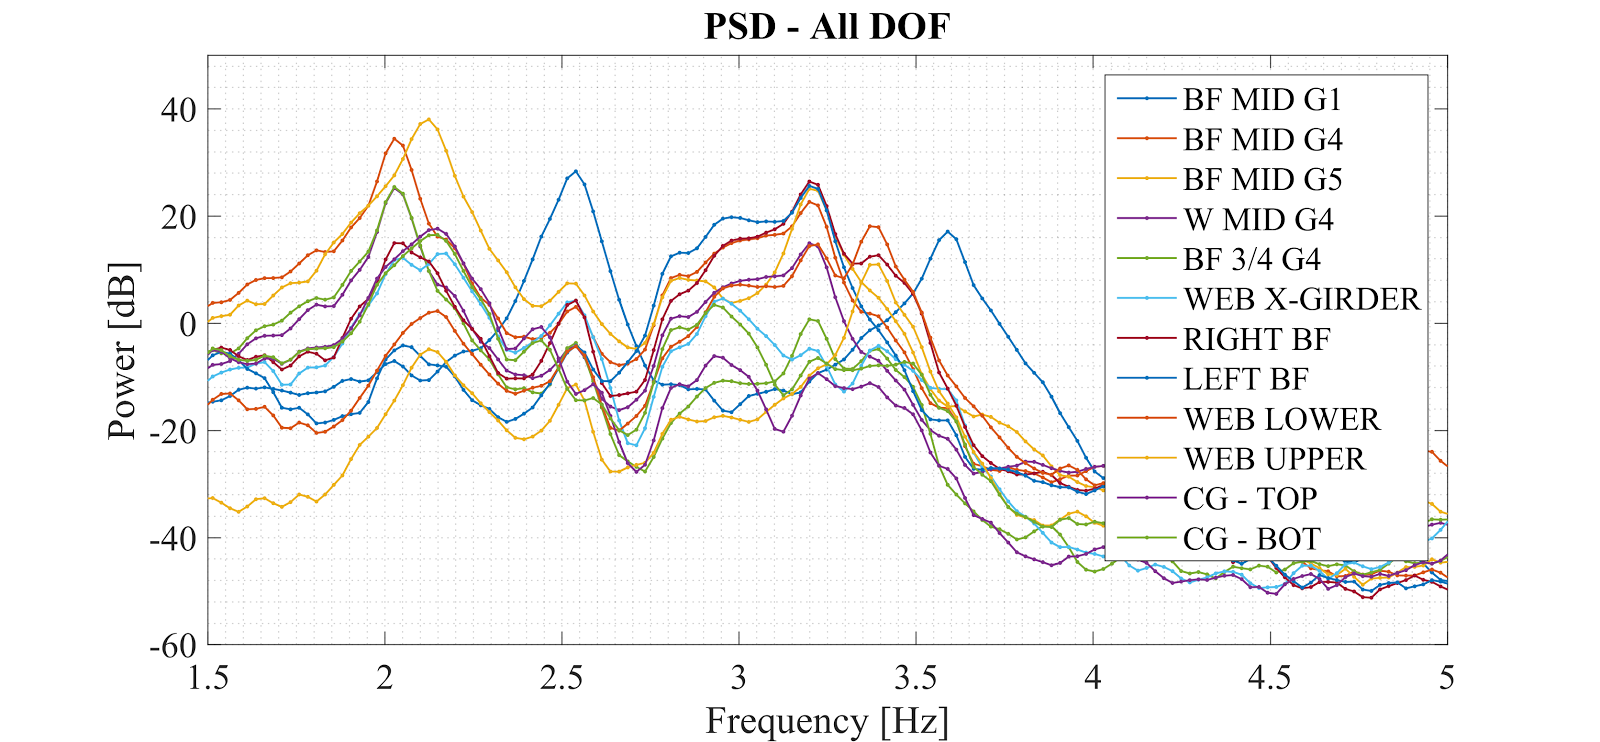 PSD - All DOF
Power [dB]
40
20
0
-20
-40
-60
1.5
2
2.5
3
3.5
4
4.5
5
Frequency [Hz]
BF MID G1
BF MID G4
BF MID G5
W MID G4
BF 3/4 G4
WEB X-GIRDER
RIGHT BF
LEFT BF
WEB LOWER
WEB UPPER
CG - TOP
CG - BOT